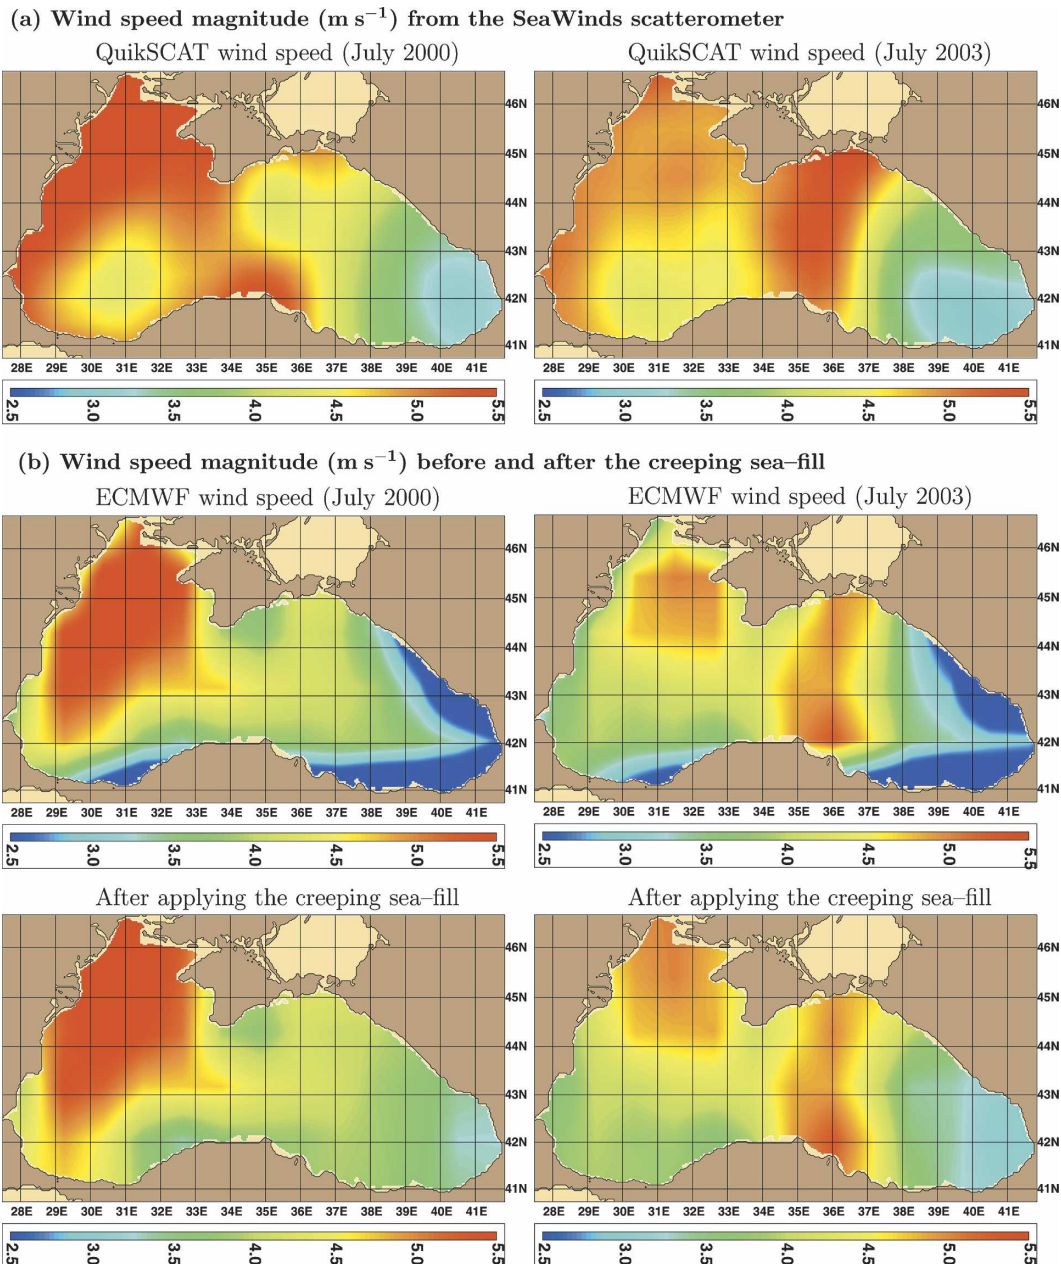 (a) Wind speed magnitude (m s−1) from the SeaWinds scatterometer
QuikSCAT wind speed (July 2000)
QuikSCAT wind speed (July 2003)
46N 46N
45N 45N
44N 44N
43N 43N
42N 42N
41N 41N
28E 29E 30E 31E 32E 33E 34E 35E 36E 37E 38E 39E 40E 41E
28E 29E 30E 31E 32E 33E 34E 35E 36E 37E 38E 39E 40E 41E
2.5 3.0 3.5 4.0 4.5 5.0 5.5
2.5 3.0 3.5 4.0 4.5 5.0 5.5
(b) Wind speed magnitude (m s−1) before and after the creeping sea–fill
ECMWF wind speed (July 2000)
ECMWF wind speed (July 2003)
46N 46N
45N 45N
44N 44N
43N 43N
42N 42N
41N 41N
28E 29E 30E 31E 32E 33E 34E 35E 36E 37E 38E 39E 40E 41E
28E 29E 30E 31E 32E 33E 34E 35E 36E 37E 38E 39E 40E 41E
2.5 3.0 3.5 4.0 4.5 5.0 5.5
2.5 3.0 3.5 4.0 4.5 5.0 5.5
After applying the creeping sea–fill
After applying the creeping sea–fill
46N 46N
45N 45N
44N 44N
43N 43N
42N 42N
41N 41N
28E 29E 30E 31E 32E 33E 34E 35E 36E 37E 38E 39E 40E 41E
28E 29E 30E 31E 32E 33E 34E 35E 36E 37E 38E 39E 40E 41E
2.5 3.0 3.5 4.0 4.5 5.0 5.5
2.5 3.0 3.5 4.0 4.5 5.0 5.5